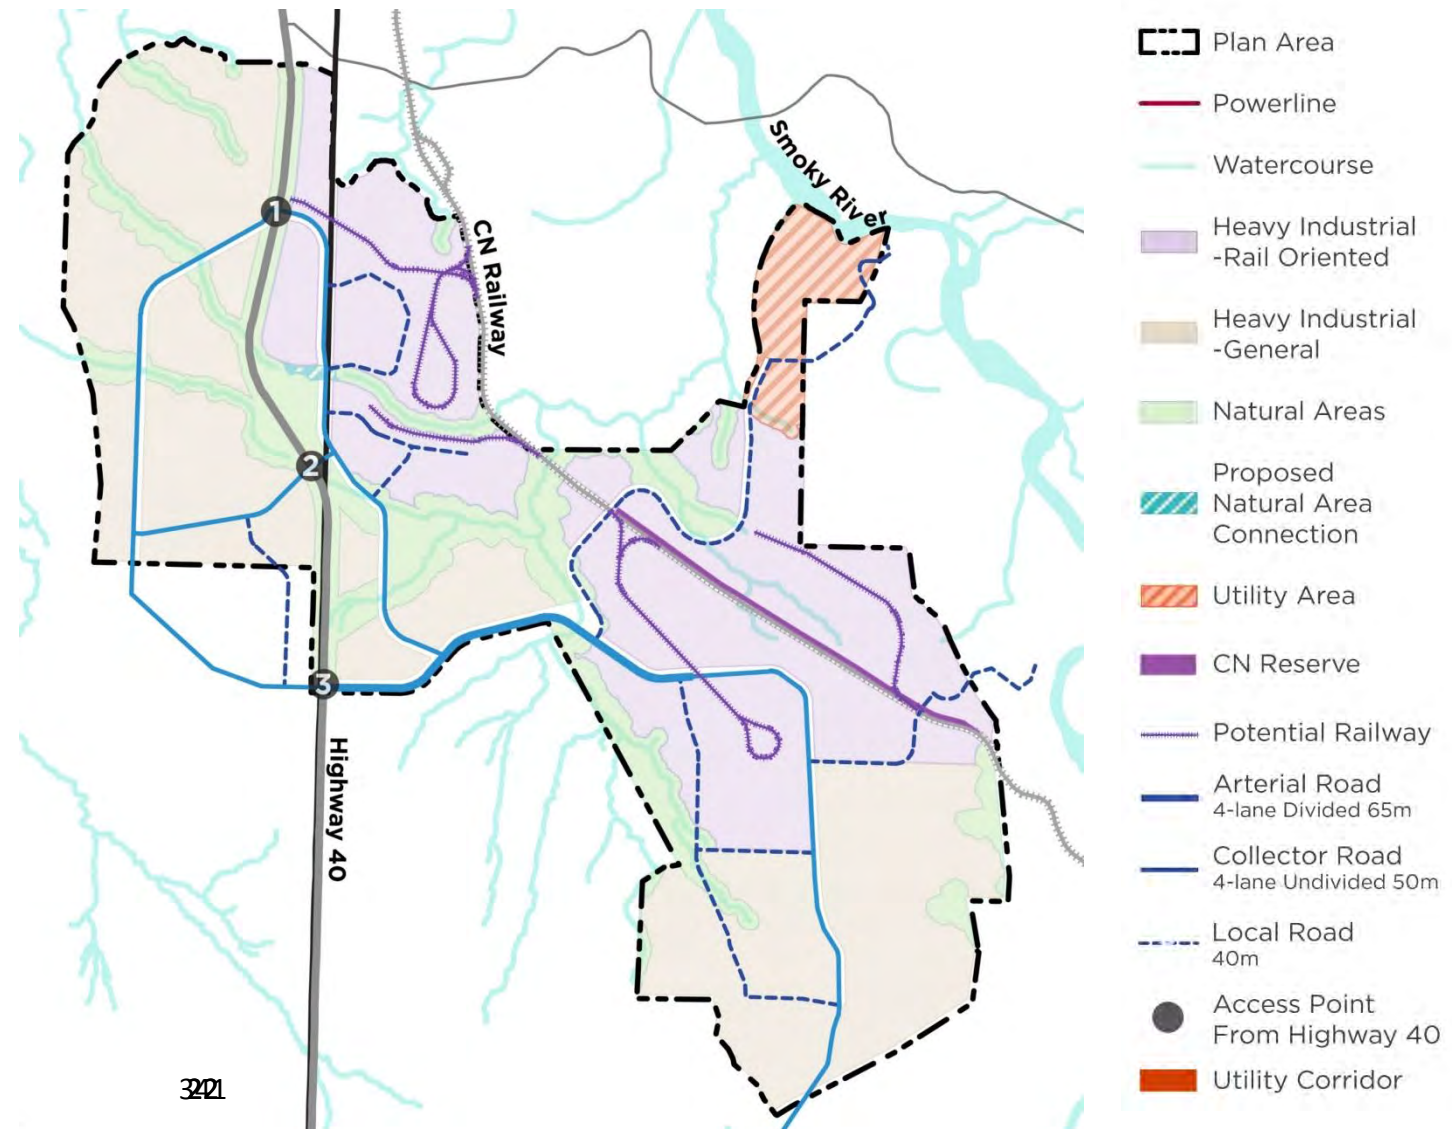 Smoky River
1
CN Railway
2
3
Highway 40
Plan Area
Powerline
Watercourse
Heavy Industrial
-Rail Oriented
Heavy Industrial
-General
Natural Areas
Proposed
Natural Area
Connection
Utility Area
CN Reserve
Potential Railway
Arterial Road
4-lane Divided 65m
Collector Road
4-lane Undivided 50m
Local Road
40m
Access Point
From Highway 40
Utility Corridor